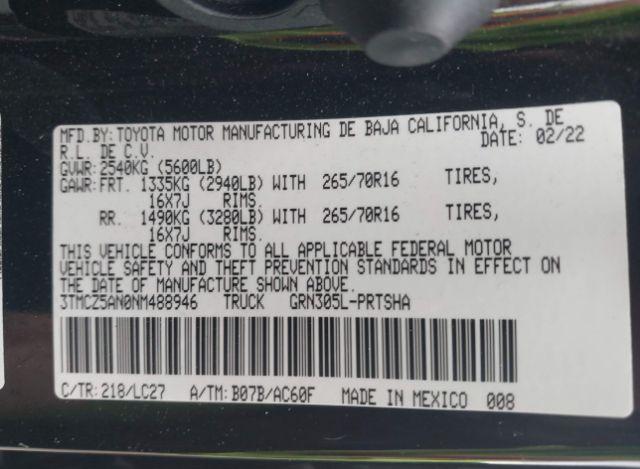 MFD.BY: TOYOTA MOTOR MANUFACTURING DE BAJA CALIFORNIA, S. DE
R.L. DE C.V. DATE: 02/22
GVWR: 2540KG (5600LB)
GAWR: FRT. 1335KG (2940LB) WITH 265/70R16 TIRES,
16X7J RIMS.
RR. 1490KG (3280LB) WITH 265/70R16 TIRES,
16X7J RIMS.
THIS VEHICLE CONFORMS TO ALL APPLICABLE FEDERAL MOTOR
VEHICLE SAFETY AND THEFT PREVENTION STANDARDS IN EFFECT ON
THE DATE OF MANUFACTURE SHOWN ABOVE.
3TMCZ5AN0NM488946 TRUCK GRN305L-PRTSHA
C/TR: 218/LC27 A/TM: B07B/AC60F MADE IN MEXICO 008